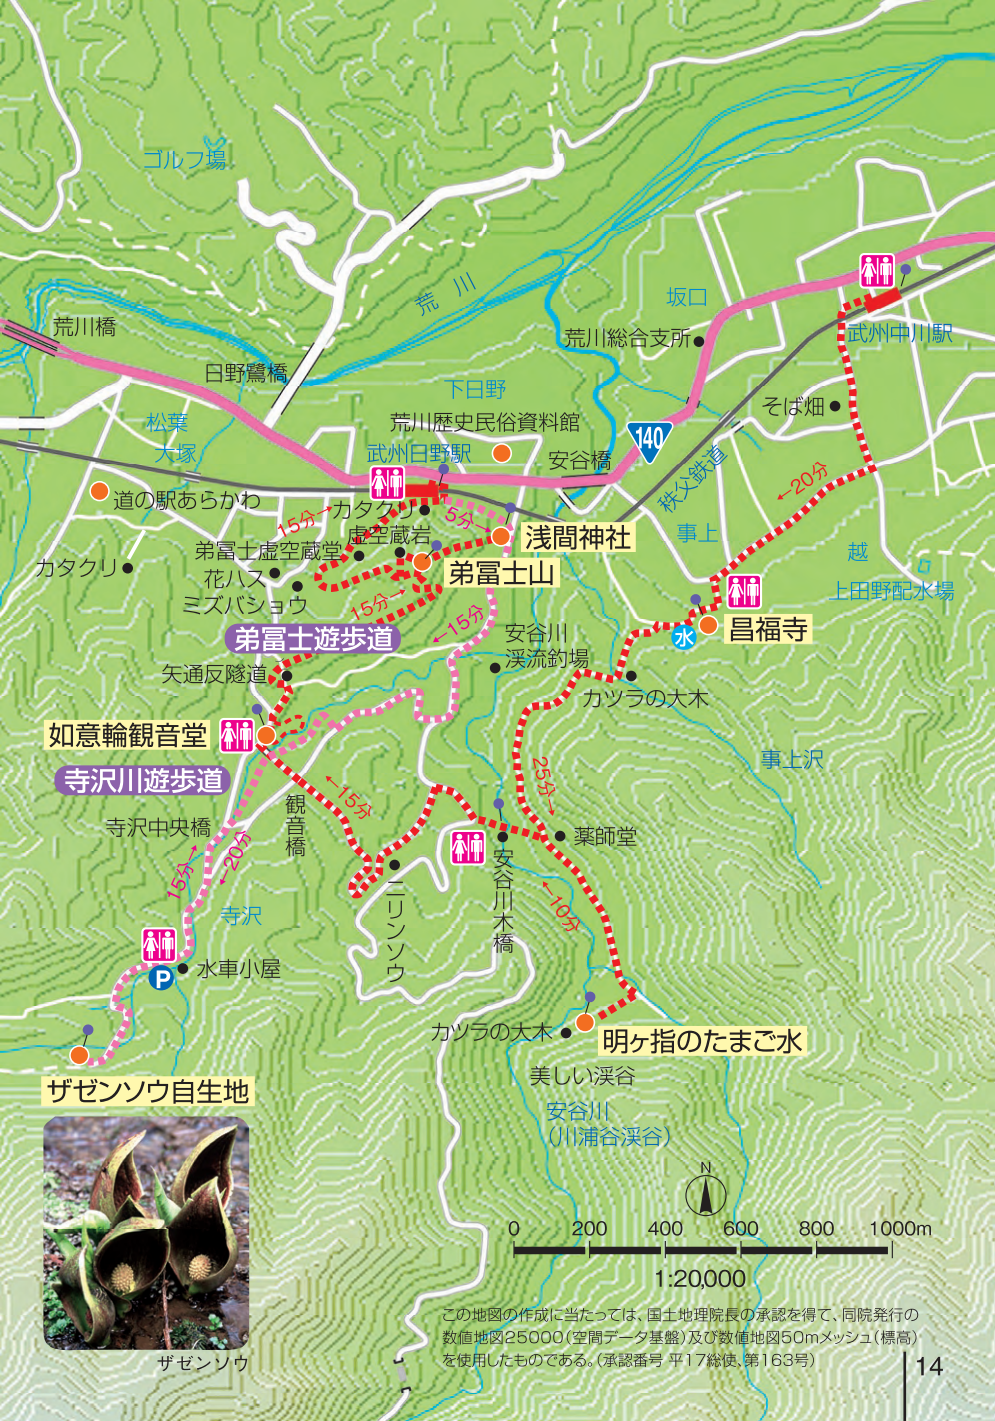 ゴルフ場
荒川
坂口
武州中川駅
荒川橋
荒川総合支所
日野鷺橋
下日野
そば畑
松葉
荒川歴史民俗資料館
140
大塚
武州日野駅
安谷橋
秩父鉄道
←20分
道の駅あらかわ
カタクリ
15分→
5分→
浅間神社
事上
虚空蔵岩
弟富士虚空蔵堂
越
カタクリ
花ハス
弟富士山
上田野配水場
ミズバショウ
15分→
←15分
水
昌福寺
弟富士遊歩道
安谷川
渓流釣場
矢通反隧道
カツラの大木
如意輪観音堂
事上沢
寺沢川遊歩道
25分→
←15分
観音橋
寺沢中央橋
薬師堂
←20分
15分→
安谷川木橋
ニリンソウ
←10分
寺沢
P
水車小屋
カツラの大木
明ヶ指のたまご水
美しい渓谷
ザゼンソウ自生地
安谷川
(川浦谷渓谷)
N
0 200 400 600 800 1000m
1:20,000
この地図の作成に当たっては、国土地理院長の承認を得て、同院発行の
数値地図25000(空間データ基盤)及び数値地図50mメッシュ(標高)
を使用したものである。(承認番号 平17総使、第163号)
ザゼンソウ
14